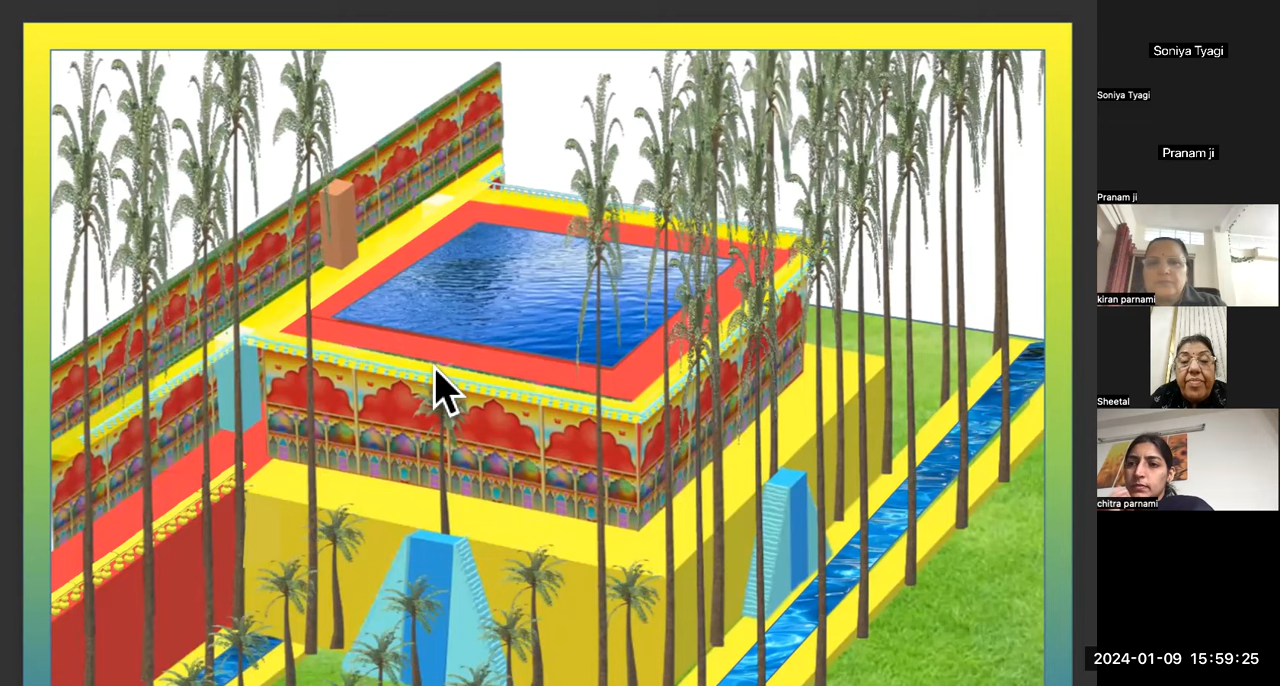 Soniya Tyagi
Soniya Tyagi
Pranam ji
Pranam ji
kiran parnami
Sheetal
chitra parnami
2024-01-09 15:59:25